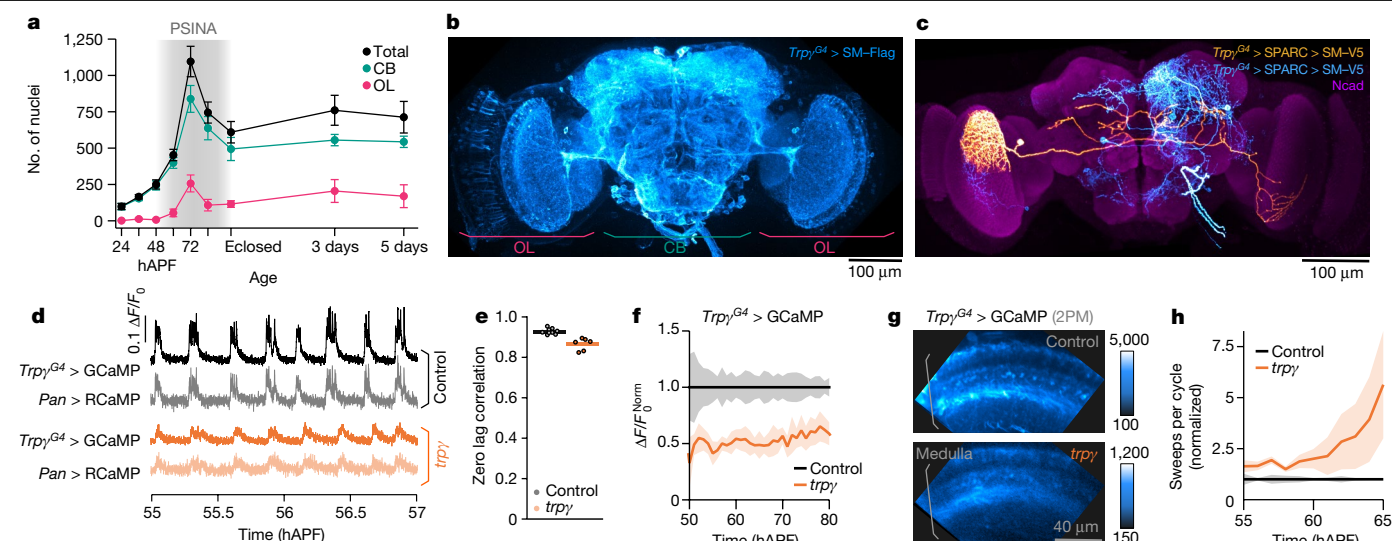 a
PSINA
1,250
1,000
750
500
250
0
No. of nuclei
Total
CB
OL
24 48 72 Eclosed 3 days 5 days
hAPF
Age
b
Trpγ^G4 > SM–Flag
OL CB OL
100 μm
c
Trpγ^G4 > SPARC > SM–V5
Trpγ^G4 > SPARC > SM–V5
Ncad
100 μm
d
0.1 ΔF/F0
Trpγ^G4 > GCaMP
Pan > RCaMP
Control
Trpγ^G4 > GCaMP
Pan > RCaMP
trpγ
55 55.5 56 56.5 57
Time (hAPF)
e
1.0
0.8
0.6
0.4
0.2
0
Zero lag correlation
Control
trpγ
f
Trpγ^G4 > GCaMP
1.5
1.0
0.5
0
ΔF/F0^Norm
Control
trpγ
50 60 70 80
Time (hAPF)
g
Trpγ^G4 > GCaMP (2PM)
Control
5,000
100
Medulla
trpγ
1,200
40 μm
150
h
7.5
5.0
2.5
0
Sweeps per cycle
(normalized)
Control
trpγ
55 60 65
Time (hAPF)